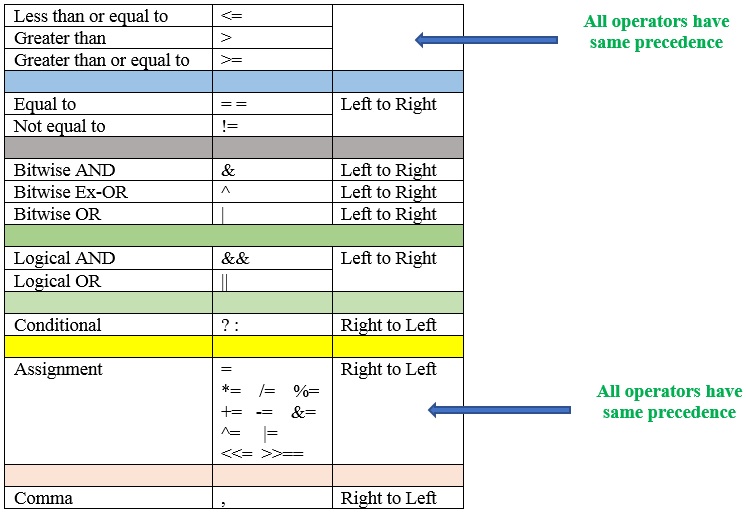 Less than or equal to <=
Greater than >
Greater than or equal to >=
All operators have
same precedence
Equal to = = Left to Right
Not equal to !=
Bitwise AND & Left to Right
Bitwise Ex-OR ^ Left to Right
Bitwise OR | Left to Right
Logical AND && Left to Right
Logical OR ||
Conditional ? : Right to Left
Assignment = Right to Left
*= /= %=
+= -= &=
^= |=
<<= >>==
All operators have
same precedence
Comma , Right to Left